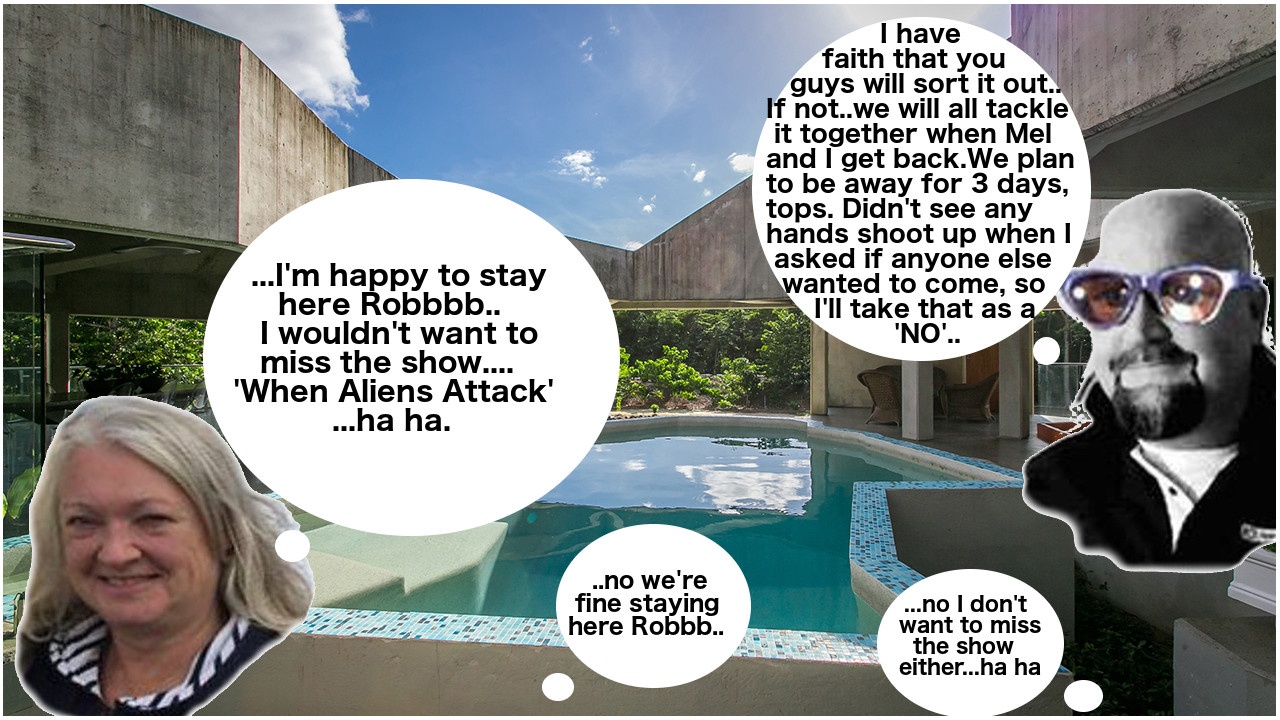 I have
faith that you
guys will sort it out..
If not..we will all tackle
it together when Mel
and I get back.We plan
to be away for 3 days,
tops. Didn't see any
hands shoot up when I
asked if anyone else
wanted to come, so
I'll take that as a
'NO'..
...I'm happy to stay
here Robbbb..
I wouldn't want to
miss the show....
'When Aliens Attack'
...ha ha.
..no we're
fine staying
here Robbb..
...no I don't
want to miss
the show
either...ha ha